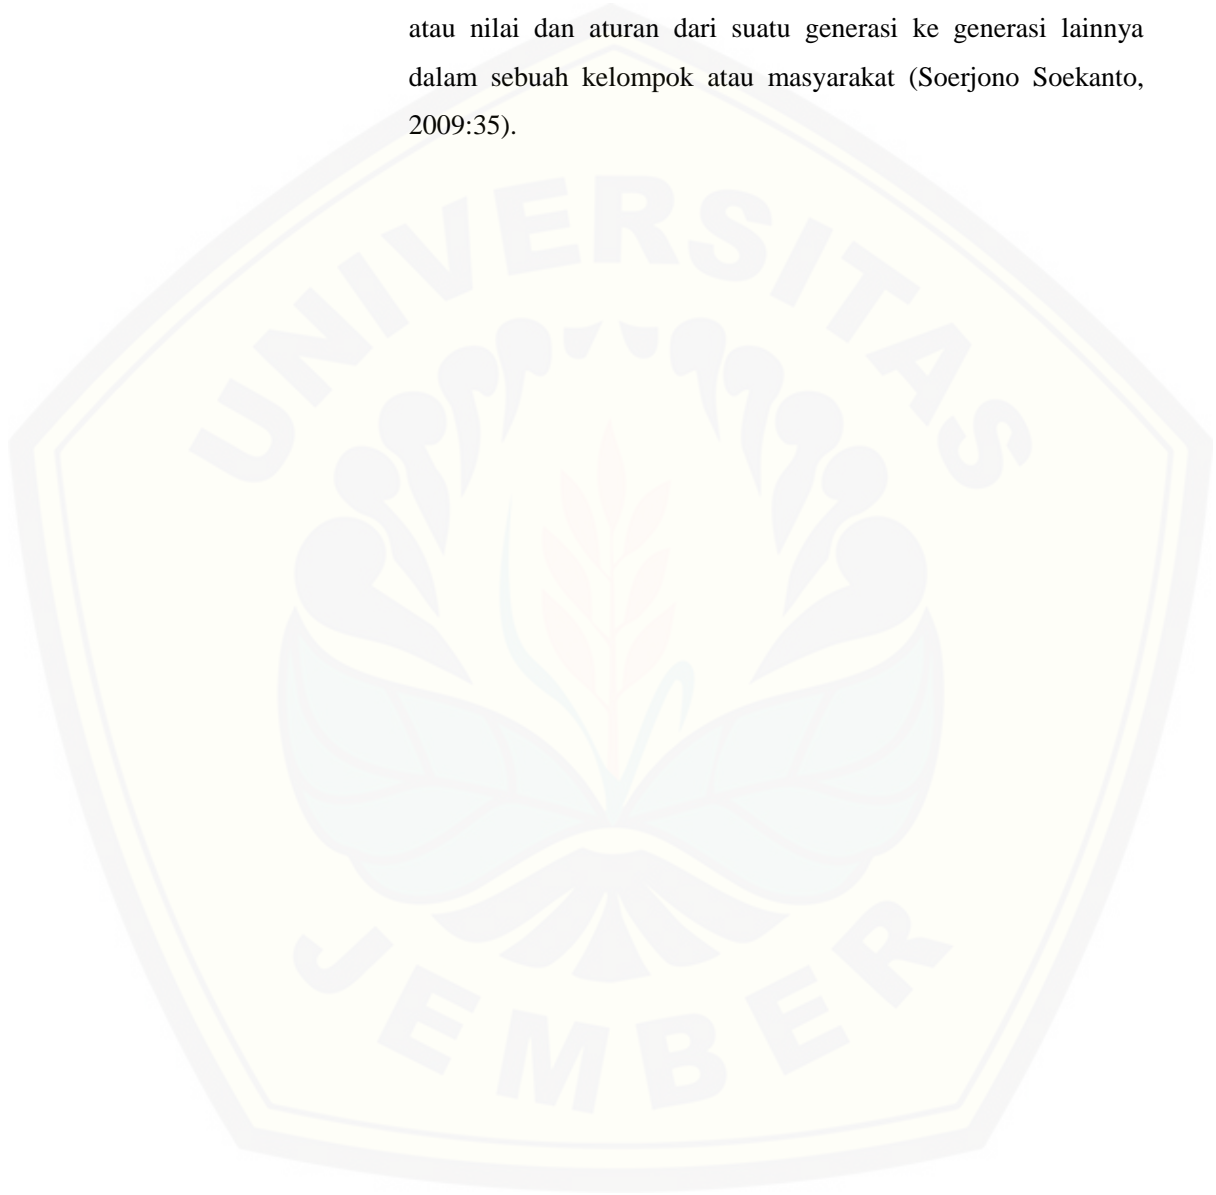 atau nilai dan aturan dari suatu generasi ke generasi lainnya
dalam sebuah kelompok atau masyarakat (Soerjono Soekanto,
2009:35).
UNIVERSITAS
JEMBER